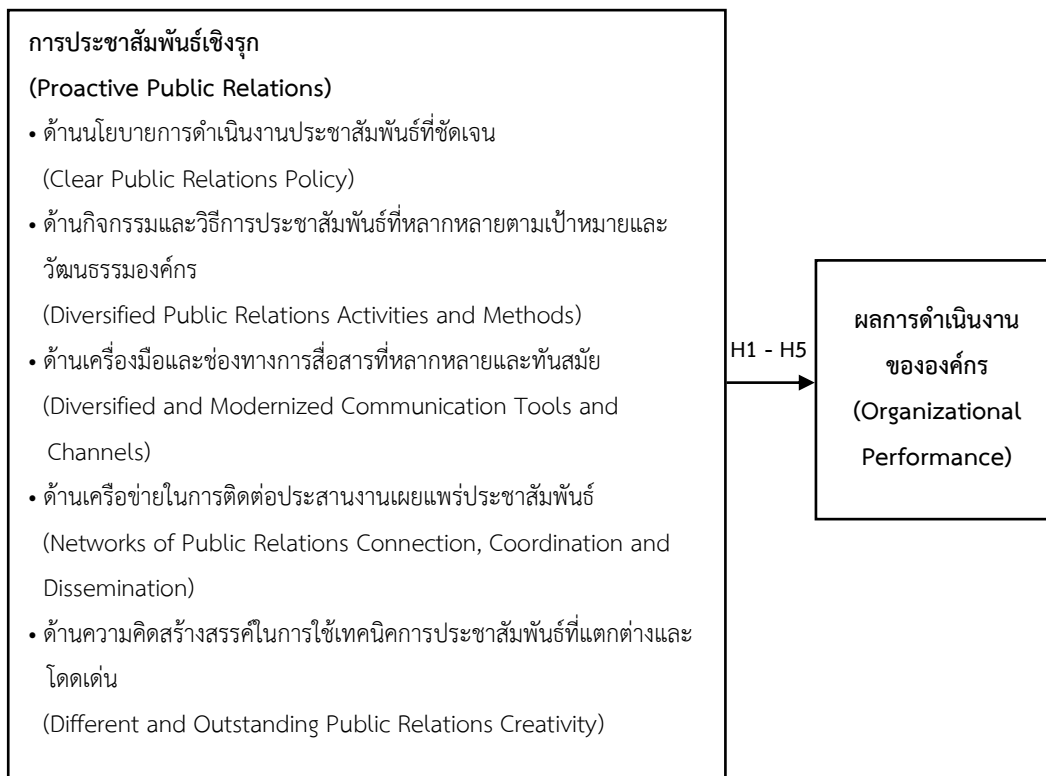 การประชาสัมพันธ์เชิงรุก
(Proactive Public Relations)
• ด้านนโยบายการดำเนินงานประชาสัมพันธ์ที่ชัดเจน
(Clear Public Relations Policy)
• ด้านกิจกรรมและวิธีการประชาสัมพันธ์ที่หลากหลายตามเป้าหมายและ
วัฒนธรรมองค์กร
(Diversified Public Relations Activities and Methods)
• ด้านเครื่องมือและช่องทางการสื่อสารที่หลากหลายและทันสมัย
(Diversified and Modernized Communication Tools and
Channels)
• ด้านเครือข่ายในการติดต่อประสานงานเผยแพร่ประชาสัมพันธ์
(Networks of Public Relations Connection, Coordination and
Dissemination)
• ด้านความคิดสร้างสรรค์ในการใช้เทคนิคการประชาสัมพันธ์ที่แตกต่างและ
โดดเด่น
(Different and Outstanding Public Relations Creativity)
H1 - H5
ผลการดำเนินงาน
ขององค์กร
(Organizational
Performance)